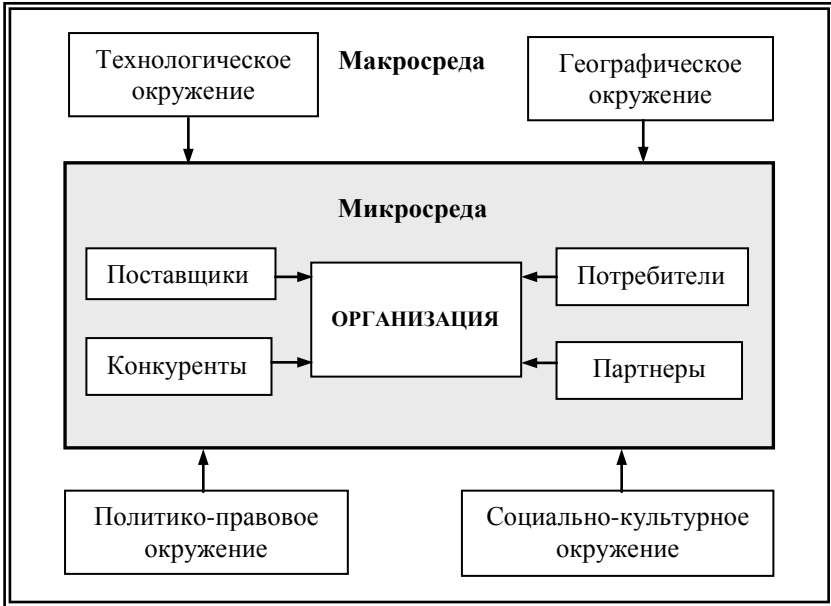 Технологическое
окружение
Макросреда
Географическое
окружение
Микросреда
Поставщики
Потребители
ОРГАНИЗАЦИЯ
Конкуренты
Партнеры
Политико-правовое
окружение
Социально-культурное
окружение